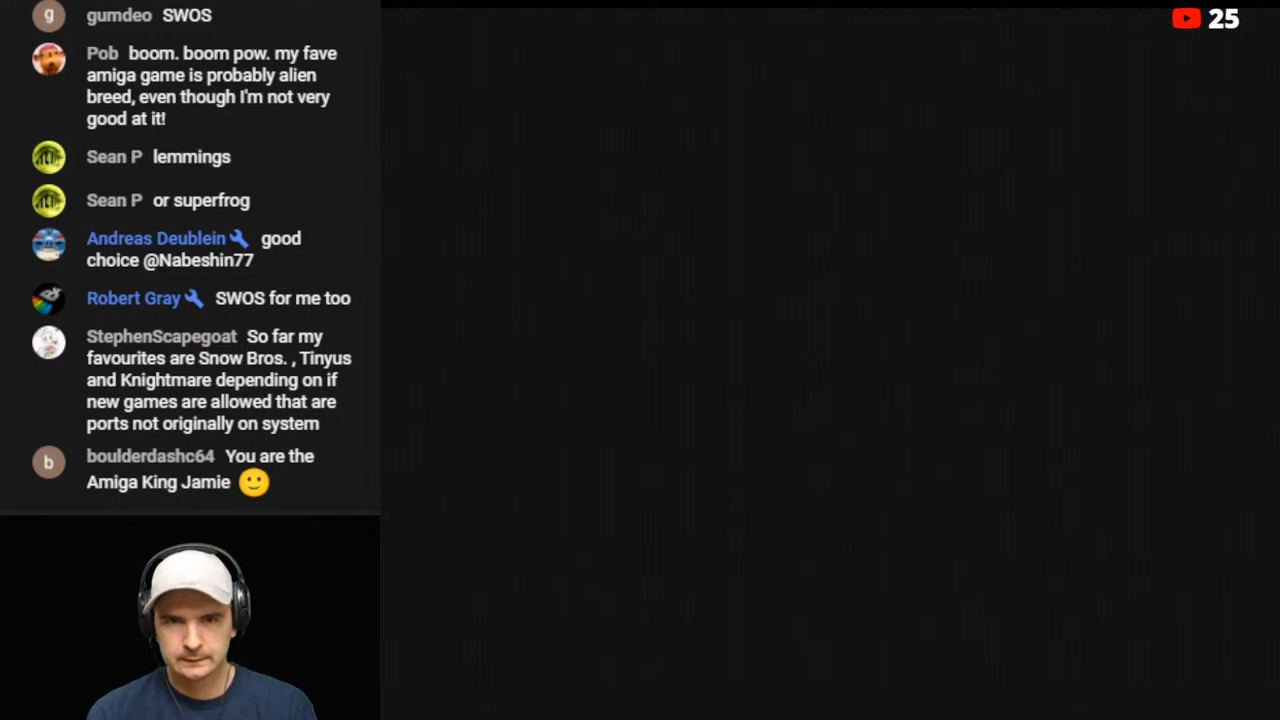 gumdeo SWOS
Pob boom. boom pow. my fave
amiga game is probably alien
breed, even though I'm not very
good at it!
Sean P lemmings
Sean P or superfrog
Andreas Deublein good
choice @Nabeshin77
Robert Gray SWOS for me too
StephenScapegoat So far my
favourites are Snow Bros. , Tinyus
and Knightmare depending on if
new games are allowed that are
ports not originally on system
boulderdashc64 You are the
Amiga King Jamie
25
g
b